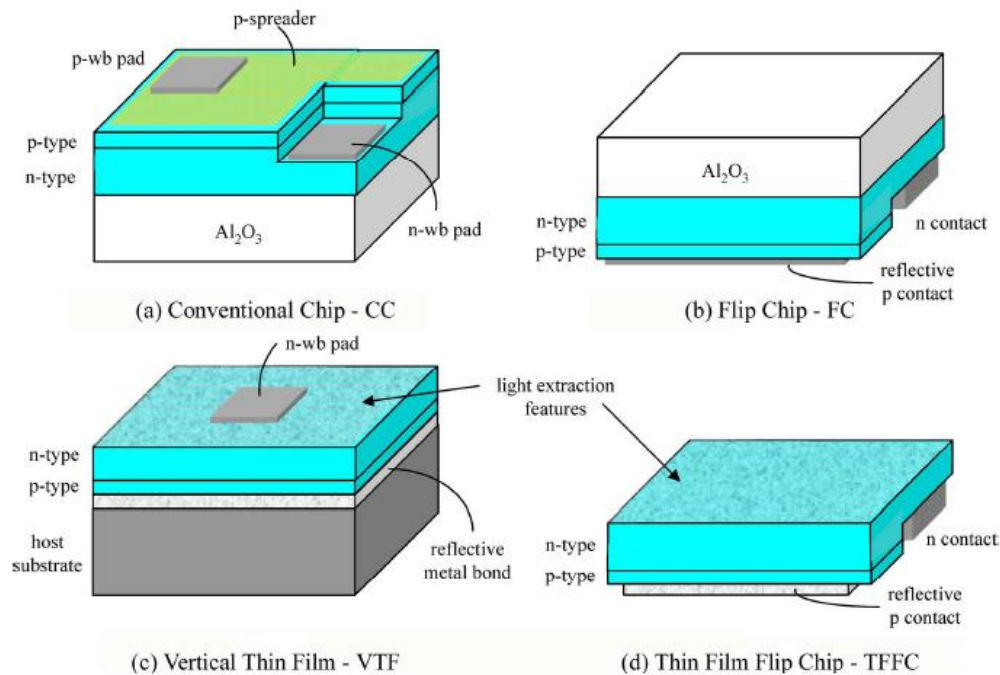 p-spreader
p-wb pad
p-type
n-type
Al₂O₃
n-wb pad
(a) Conventional Chip - CC
Al₂O₃
n-type
p-type
n contact
reflective
p contact
(b) Flip Chip - FC
n-wb pad
light extraction
features
n-type
p-type
host
substrate
reflective
metal bond
(c) Vertical Thin Film - VTF
n-type
p-type
n contact
reflective
p contact
(d) Thin Film Flip Chip - TFFC